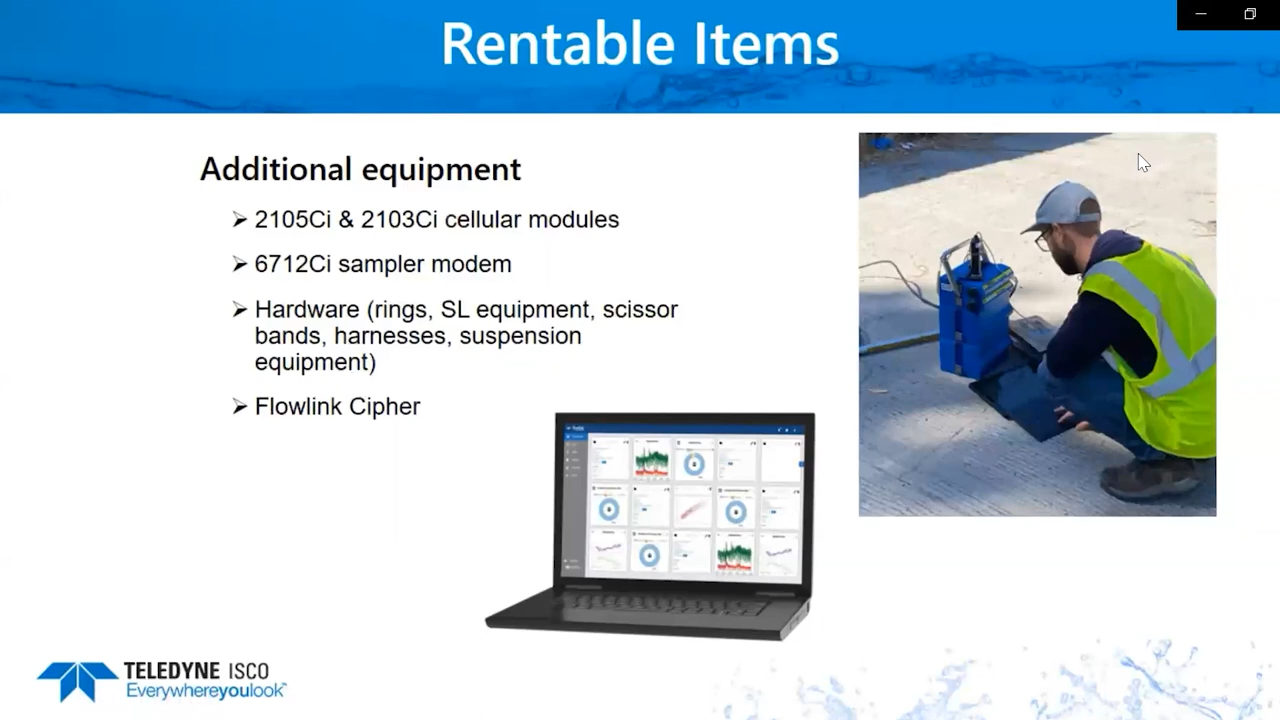 Rentable Items
Additional equipment
➢ 2105Ci & 2103Ci cellular modules
➢ 6712Ci sampler modem
➢ Hardware (rings, SL equipment, scissor
bands, harnesses, suspension
equipment)
➢ Flowlink Cipher
TELEDYNE ISCO
Everywhereyoulook™